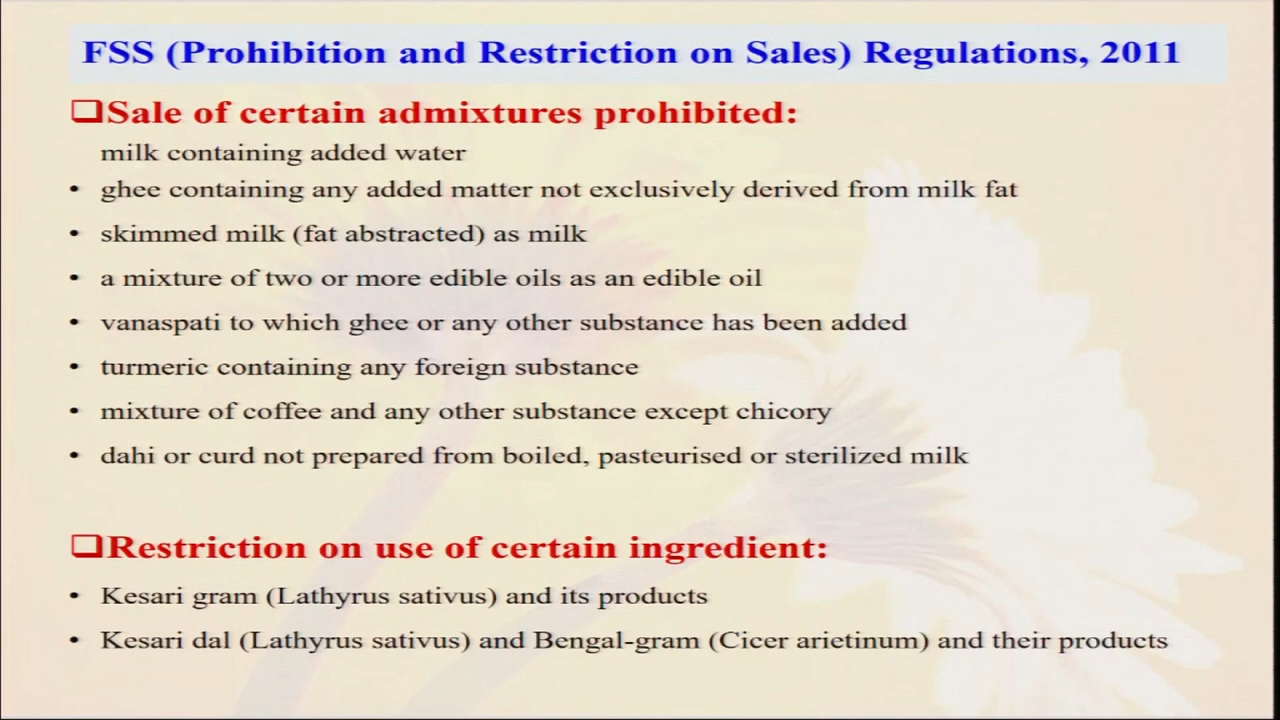 FSS (Prohibition and Restriction on Sales) Regulations, 2011
❑Sale of certain admixtures prohibited:
milk containing added water
• ghee containing any added matter not exclusively derived from milk fat
• skimmed milk (fat abstracted) as milk
• a mixture of two or more edible oils as an edible oil
• vanaspati to which ghee or any other substance has been added
• turmeric containing any foreign substance
• mixture of coffee and any other substance except chicory
• dahi or curd not prepared from boiled, pasteurised or sterilized milk
❑Restriction on use of certain ingredient:
• Kesari gram (Lathyrus sativus) and its products
• Kesari dal (Lathyrus sativus) and Bengal-gram (Cicer arietinum) and their products